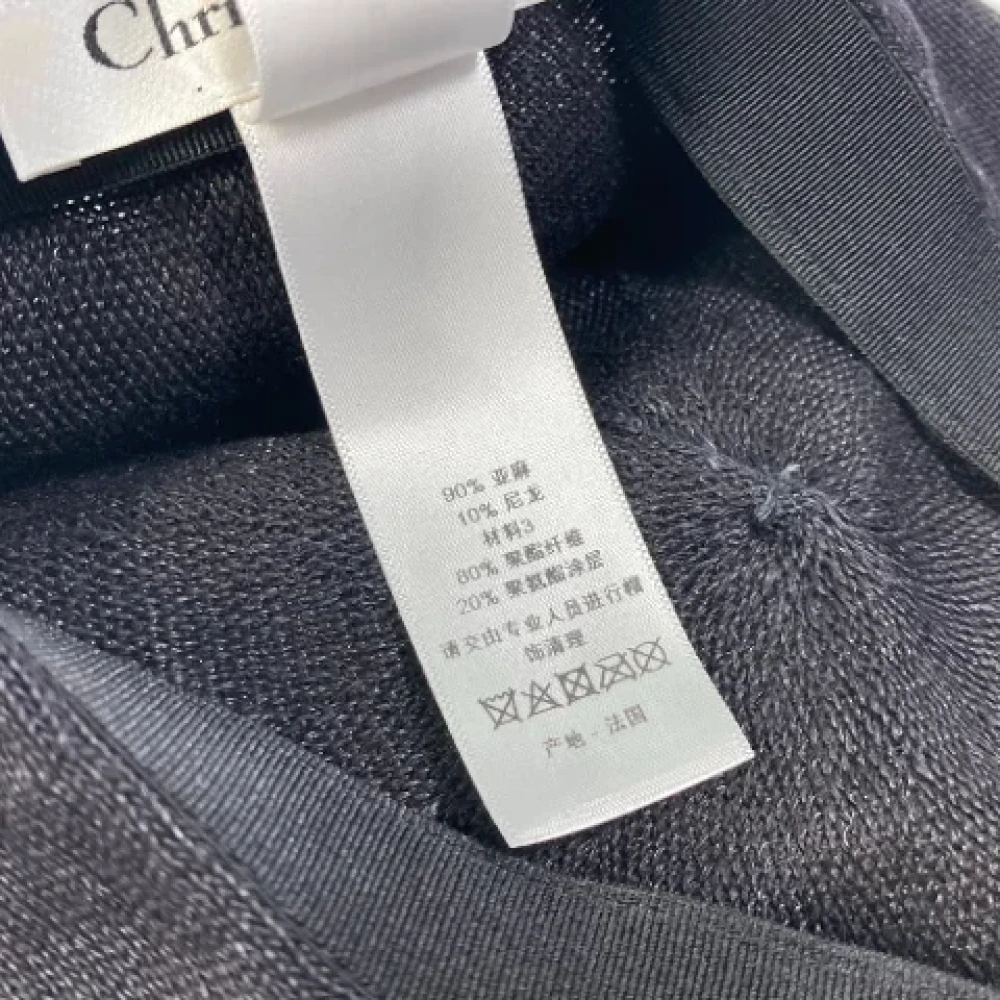 Chri
90% 亚麻
10% 尼龙
材料3
80% 聚酯纤维
20% 聚氨酯涂层
请交由专业人员进行帽
饰清理
产地 - 法国